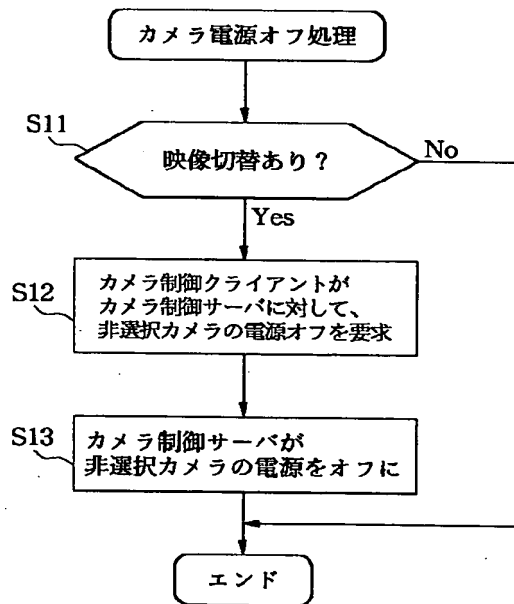 カメラ電源オフ処理
S11
映像切替あり?
No
Yes
S12
カメラ制御クライアントが
カメラ制御サーバに対して、
非選択カメラの電源オフを要求
S13
カメラ制御サーバが
非選択カメラの電源をオフに
エンド